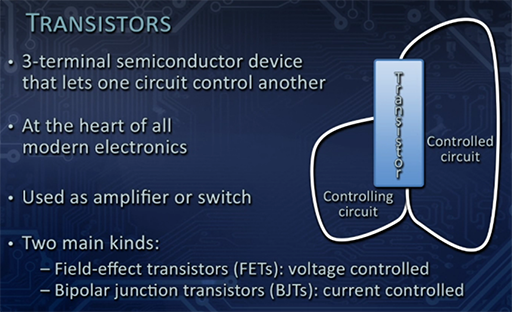 TRANSISTORS
• 3-terminal semiconductor device
that lets one circuit control another
• At the heart of all
modern electronics
• Used as amplifier or switch
• Two main kinds:
– Field-effect transistors (FETs): voltage controlled
– Bipolar junction transistors (BJTs): current controlled
Transistor
Controlled
circuit
Controlling
circuit